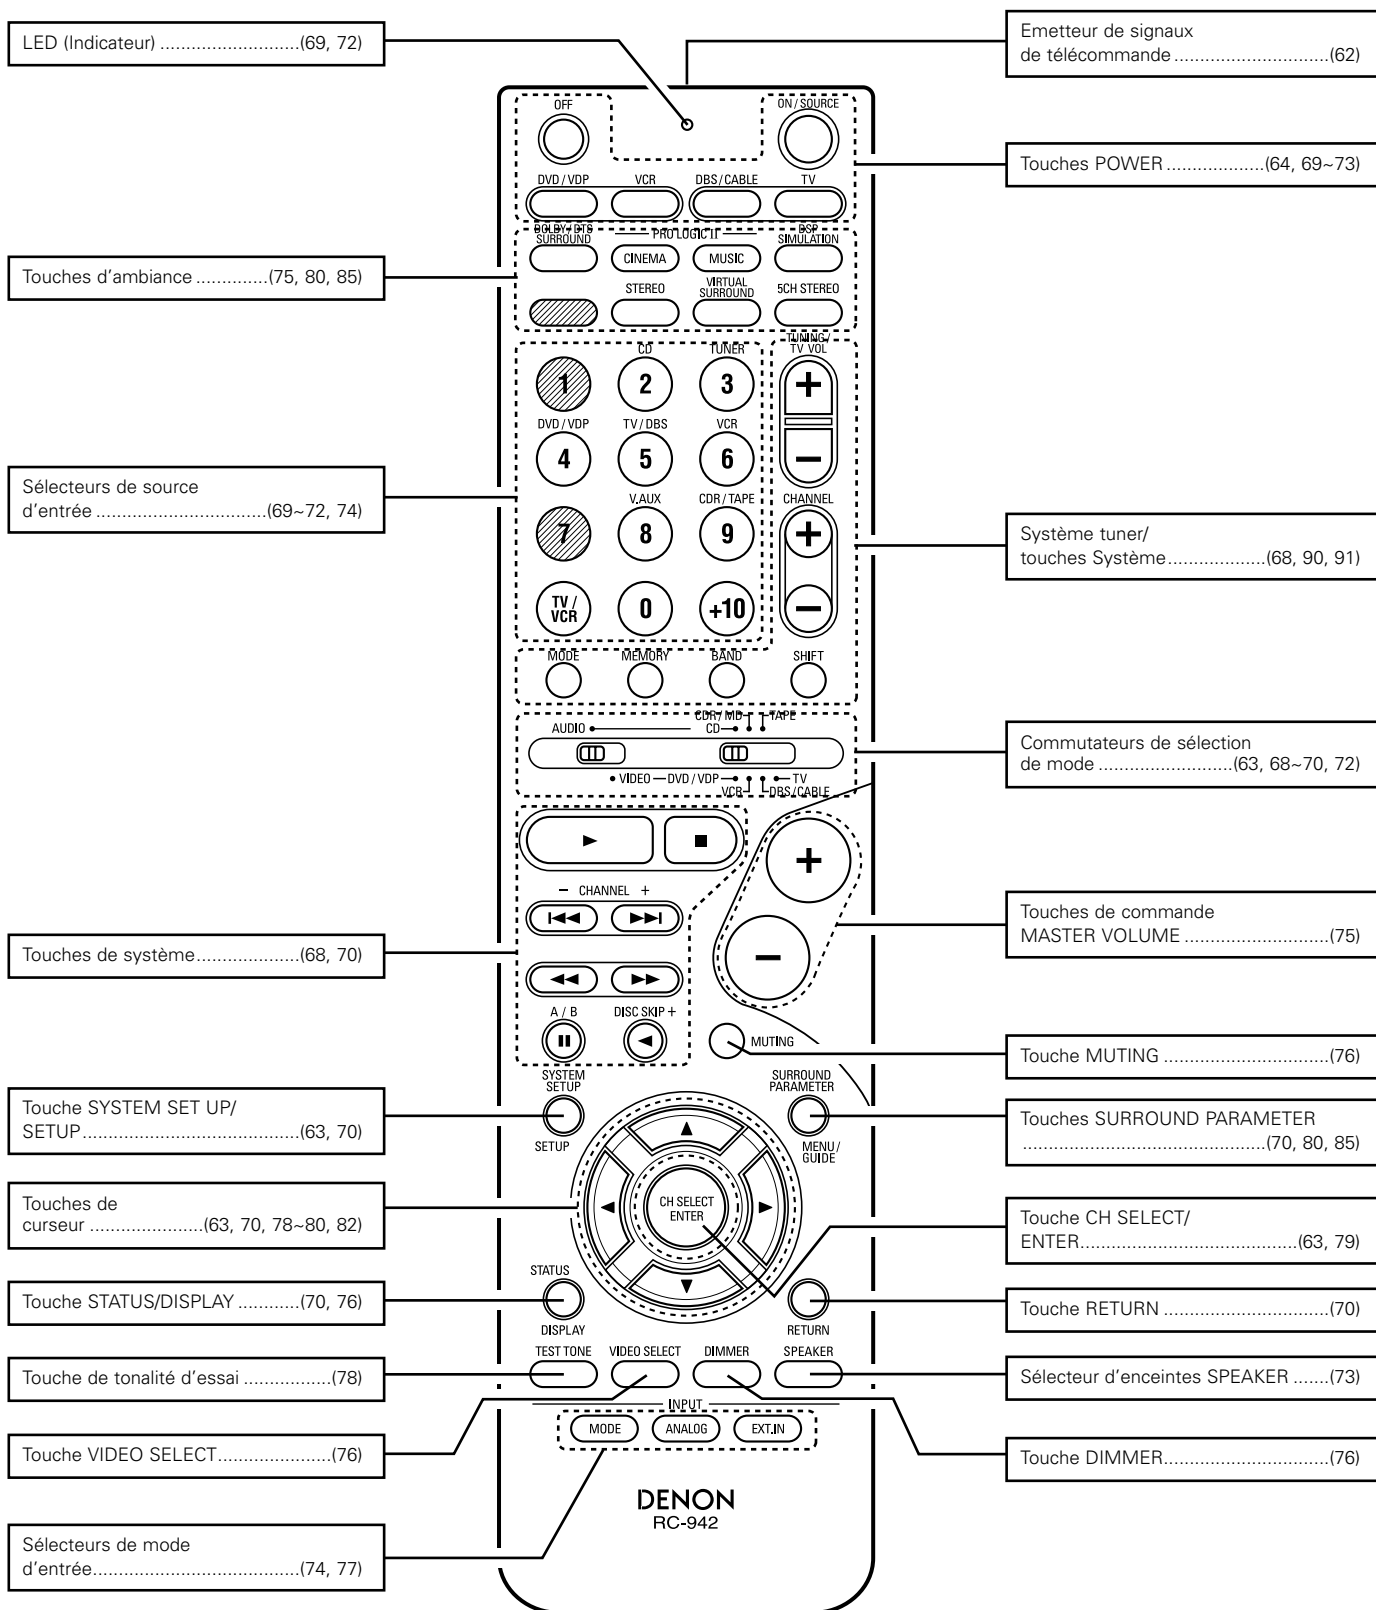 LED (Indicateur) ...........................(69, 72)
Emetteur de signaux
de télécommande ..............................(62)
OFF
ON / SOURCE
Touches POWER ...................(64, 69~73)
DVD / VDP
VCR
DBS / CABLE
TV
DOLBY / DTS
SURROUND
PRO LOGIC II
DSP
SIMULATION
CINEMA
MUSIC
Touches d'ambiance ..............(75, 80, 85)
STEREO
VIRTUAL
SURROUND
5CH STEREO
TUNING /
TV VOL
CD
TUNER
1
2
3
+
DVD / VDP
TV / DBS
VCR
4
5
6
−
Sélecteurs de source
d'entrée .................................(69~72, 74)
V.AUX
CDR / TAPE
CHANNEL
7
8
9
+
Système tuner/
touches Système...................(68, 90, 91)
TV /
VCR
0
+10
−
MODE
MEMORY
BAND
SHIFT
AUDIO
CDR / MD
TAPE
CD
Commutateurs de sélection
de mode ..........................(63, 68~70, 72)
VIDEO
DVD / VDP
TV
VCR
DBS / CABLE
+
− CHANNEL +
Touches de commande
MASTER VOLUME ............................(75)
−
Touches de système....................(68, 70)
A / B
DISC SKIP +
MUTING
Touche MUTING ................................(76)
SYSTEM
SETUP
SURROUND
PARAMETER
Touche SYSTEM SET UP/
SETUP..........................................(63, 70)
Touches SURROUND PARAMETER
...............................................(70, 80, 85)
SETUP
MENU /
GUIDE
Touches de
curseur ......................(63, 70, 78~80, 82)
CH SELECT
ENTER
Touche CH SELECT/
ENTER..........................................(63, 79)
STATUS
Touche STATUS/DISPLAY ............(70, 76)
Touche RETURN ................................(70)
DISPLAY
RETURN
TEST TONE
VIDEO SELECT
DIMMER
SPEAKER
Touche de tonalité d'essai .................(78)
Sélecteur d'enceintes SPEAKER .......(73)
INPUT
MODE
ANALOG
EXT.IN
Touche VIDEO SELECT......................(76)
Touche DIMMER................................(76)
DENON
RC-942
Sélecteurs de mode
d'entrée........................................(74, 77)